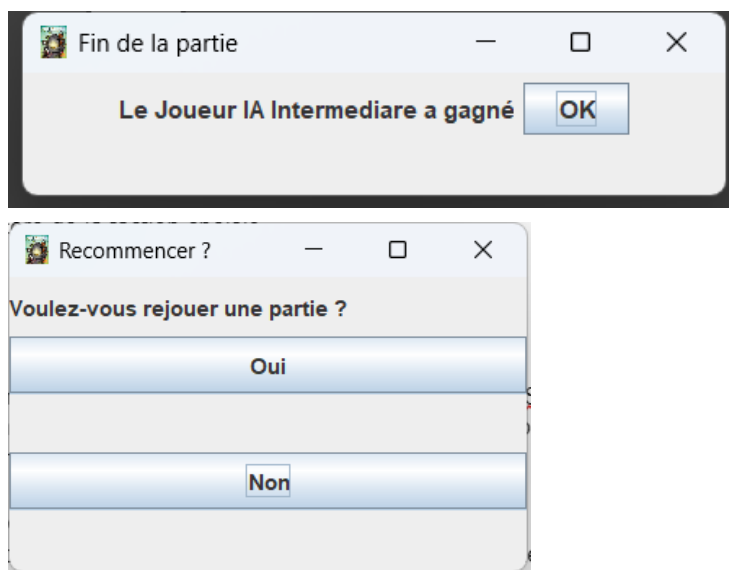 Fin de la partie
Le Joueur IA Intermediare a gagné OK
Recommencer ?
Voulez-vous rejouer une partie ?
Oui
Non